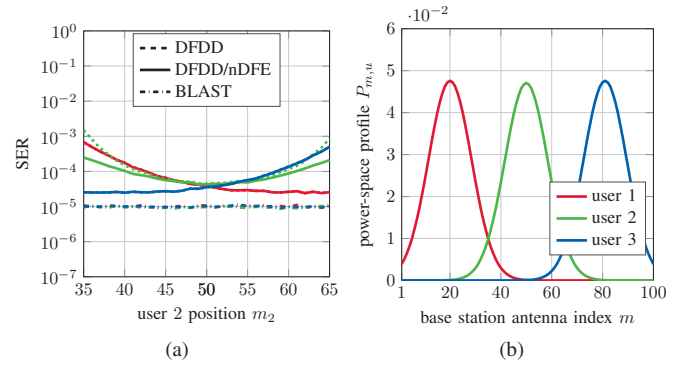 10^0
10^-1
10^-2
10^-3
10^-4
10^-5
10^-6
10^-7
SER
DFDD
DFDD/nDFE
BLAST
35 40 45 50 55 60 65
user 2 position m_2
(a)
·10^-2
6
5
4
3
2
1
0
power-space profile P_{m,u}
user 1
user 2
user 3
1 20 40 60 80 100
base station antenna index m
(b)